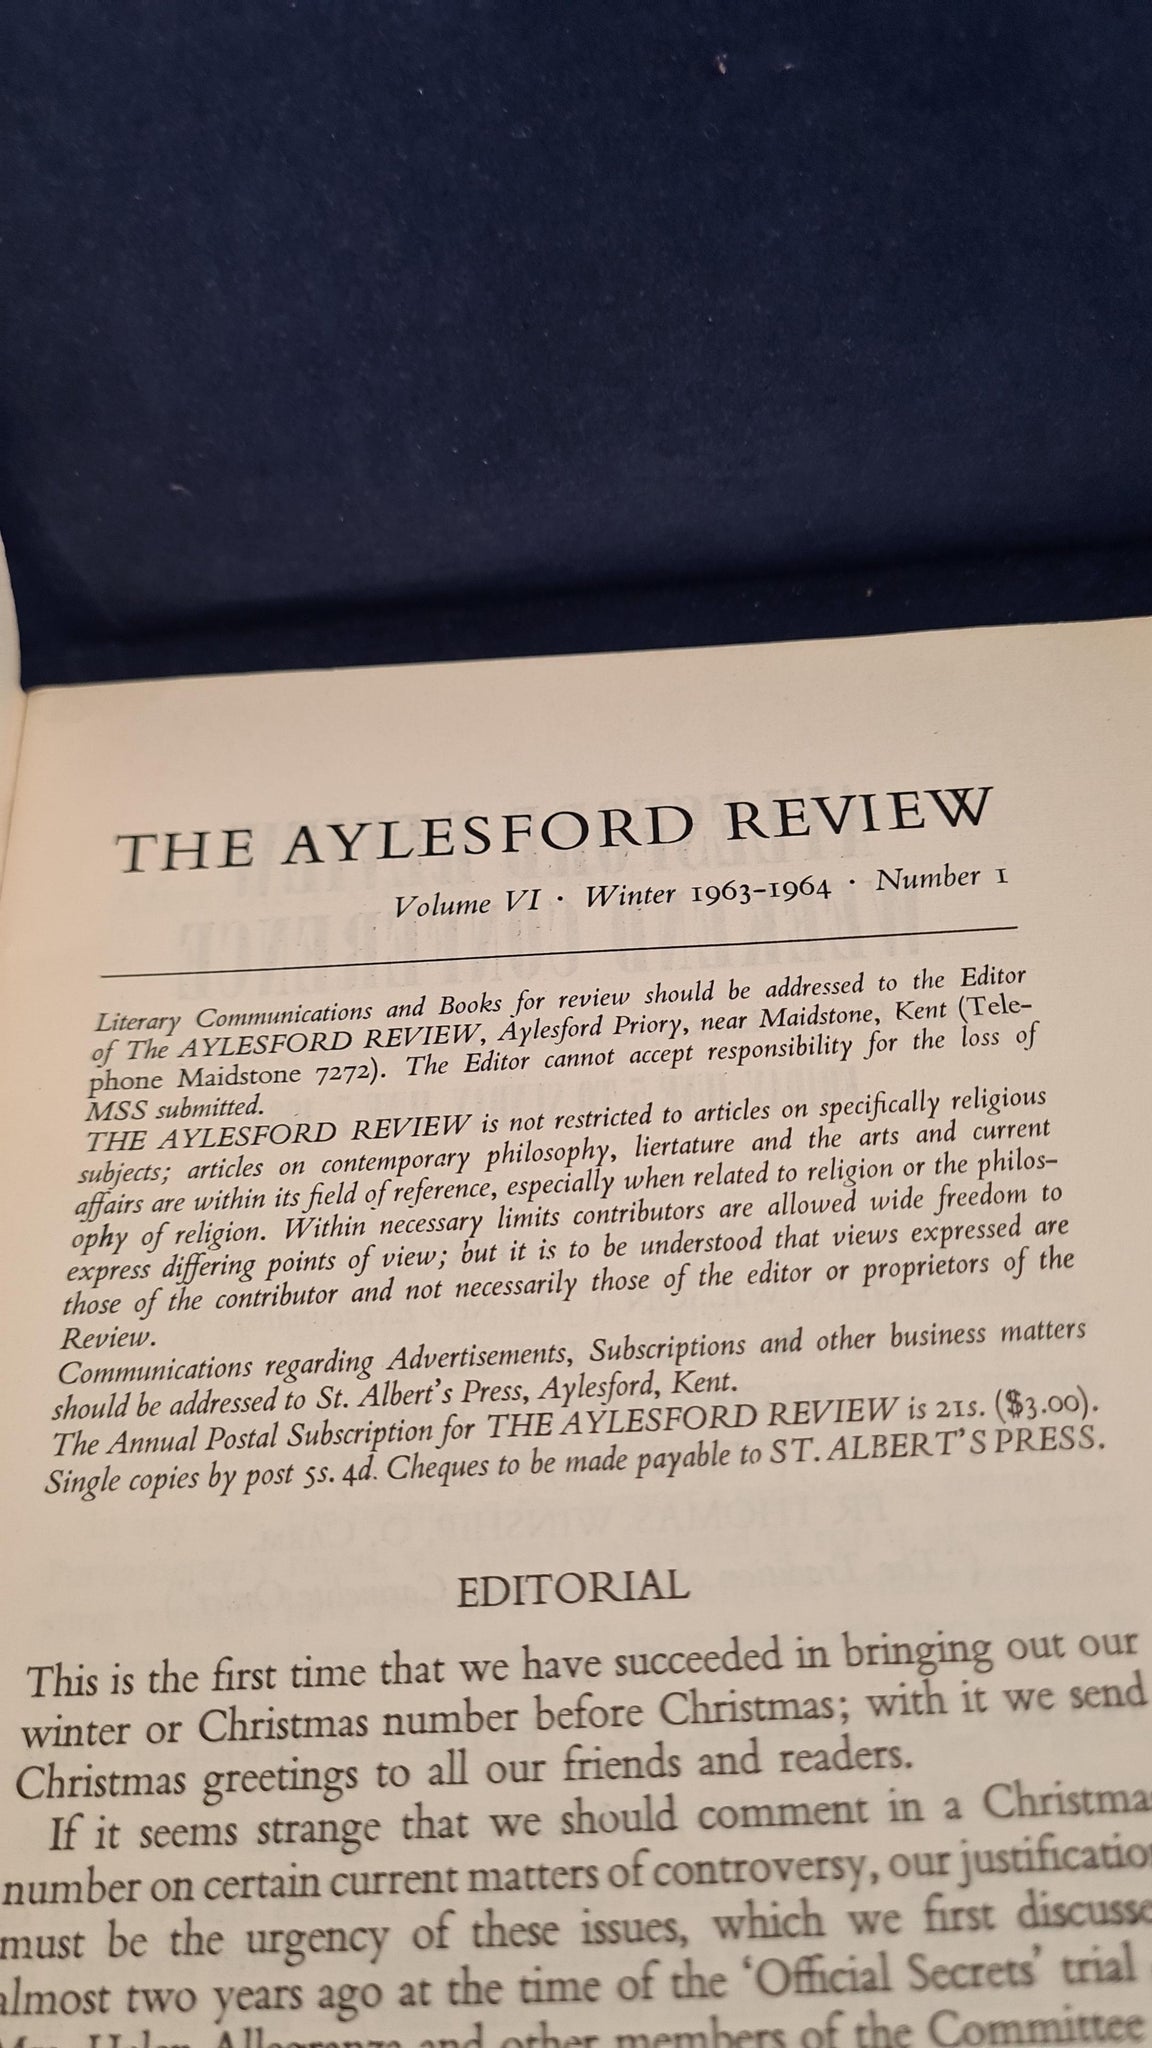 THE AYLESFORD REVIEW
Volume VI · Winter 1963–1964 · Number 1
Literary Communications and Books for review should be addressed to the Editor
of The AYLESFORD REVIEW, Aylesford Priory, near Maidstone, Kent (Tele-
phone Maidstone 7272). The Editor cannot accept responsibility for the loss of
MSS submitted.
THE AYLESFORD REVIEW is not restricted to articles on specifically religious
subjects; articles on contemporary philosophy, liertature and the arts and current
affairs are within its field of reference, especially when related to religion or the philos-
ophy of religion. Within necessary limits contributors are allowed wide freedom to
express differing points of view; but it is to be understood that views expressed are
those of the contributor and not necessarily those of the editor or proprietors of the
Review.
Communications regarding Advertisements, Subscriptions and other business matters
should be addressed to St. Albert's Press, Aylesford, Kent.
The Annual Postal Subscription for THE AYLESFORD REVIEW is 21s. ($3.00).
Single copies by post 5s. 4d. Cheques to be made payable to ST. ALBERT'S PRESS.
EDITORIAL
This is the first time that we have succeeded in bringing out our
winter or Christmas number before Christmas; with it we send
Christmas greetings to all our friends and readers.
If it seems strange that we should comment in a Christmas
number on certain current matters of controversy, our justification
must be the urgency of these issues, which we first discusse
almost two years ago at the time of the 'Official Secrets' trial
Mrs. Helen Allegranza and other members of the Committee